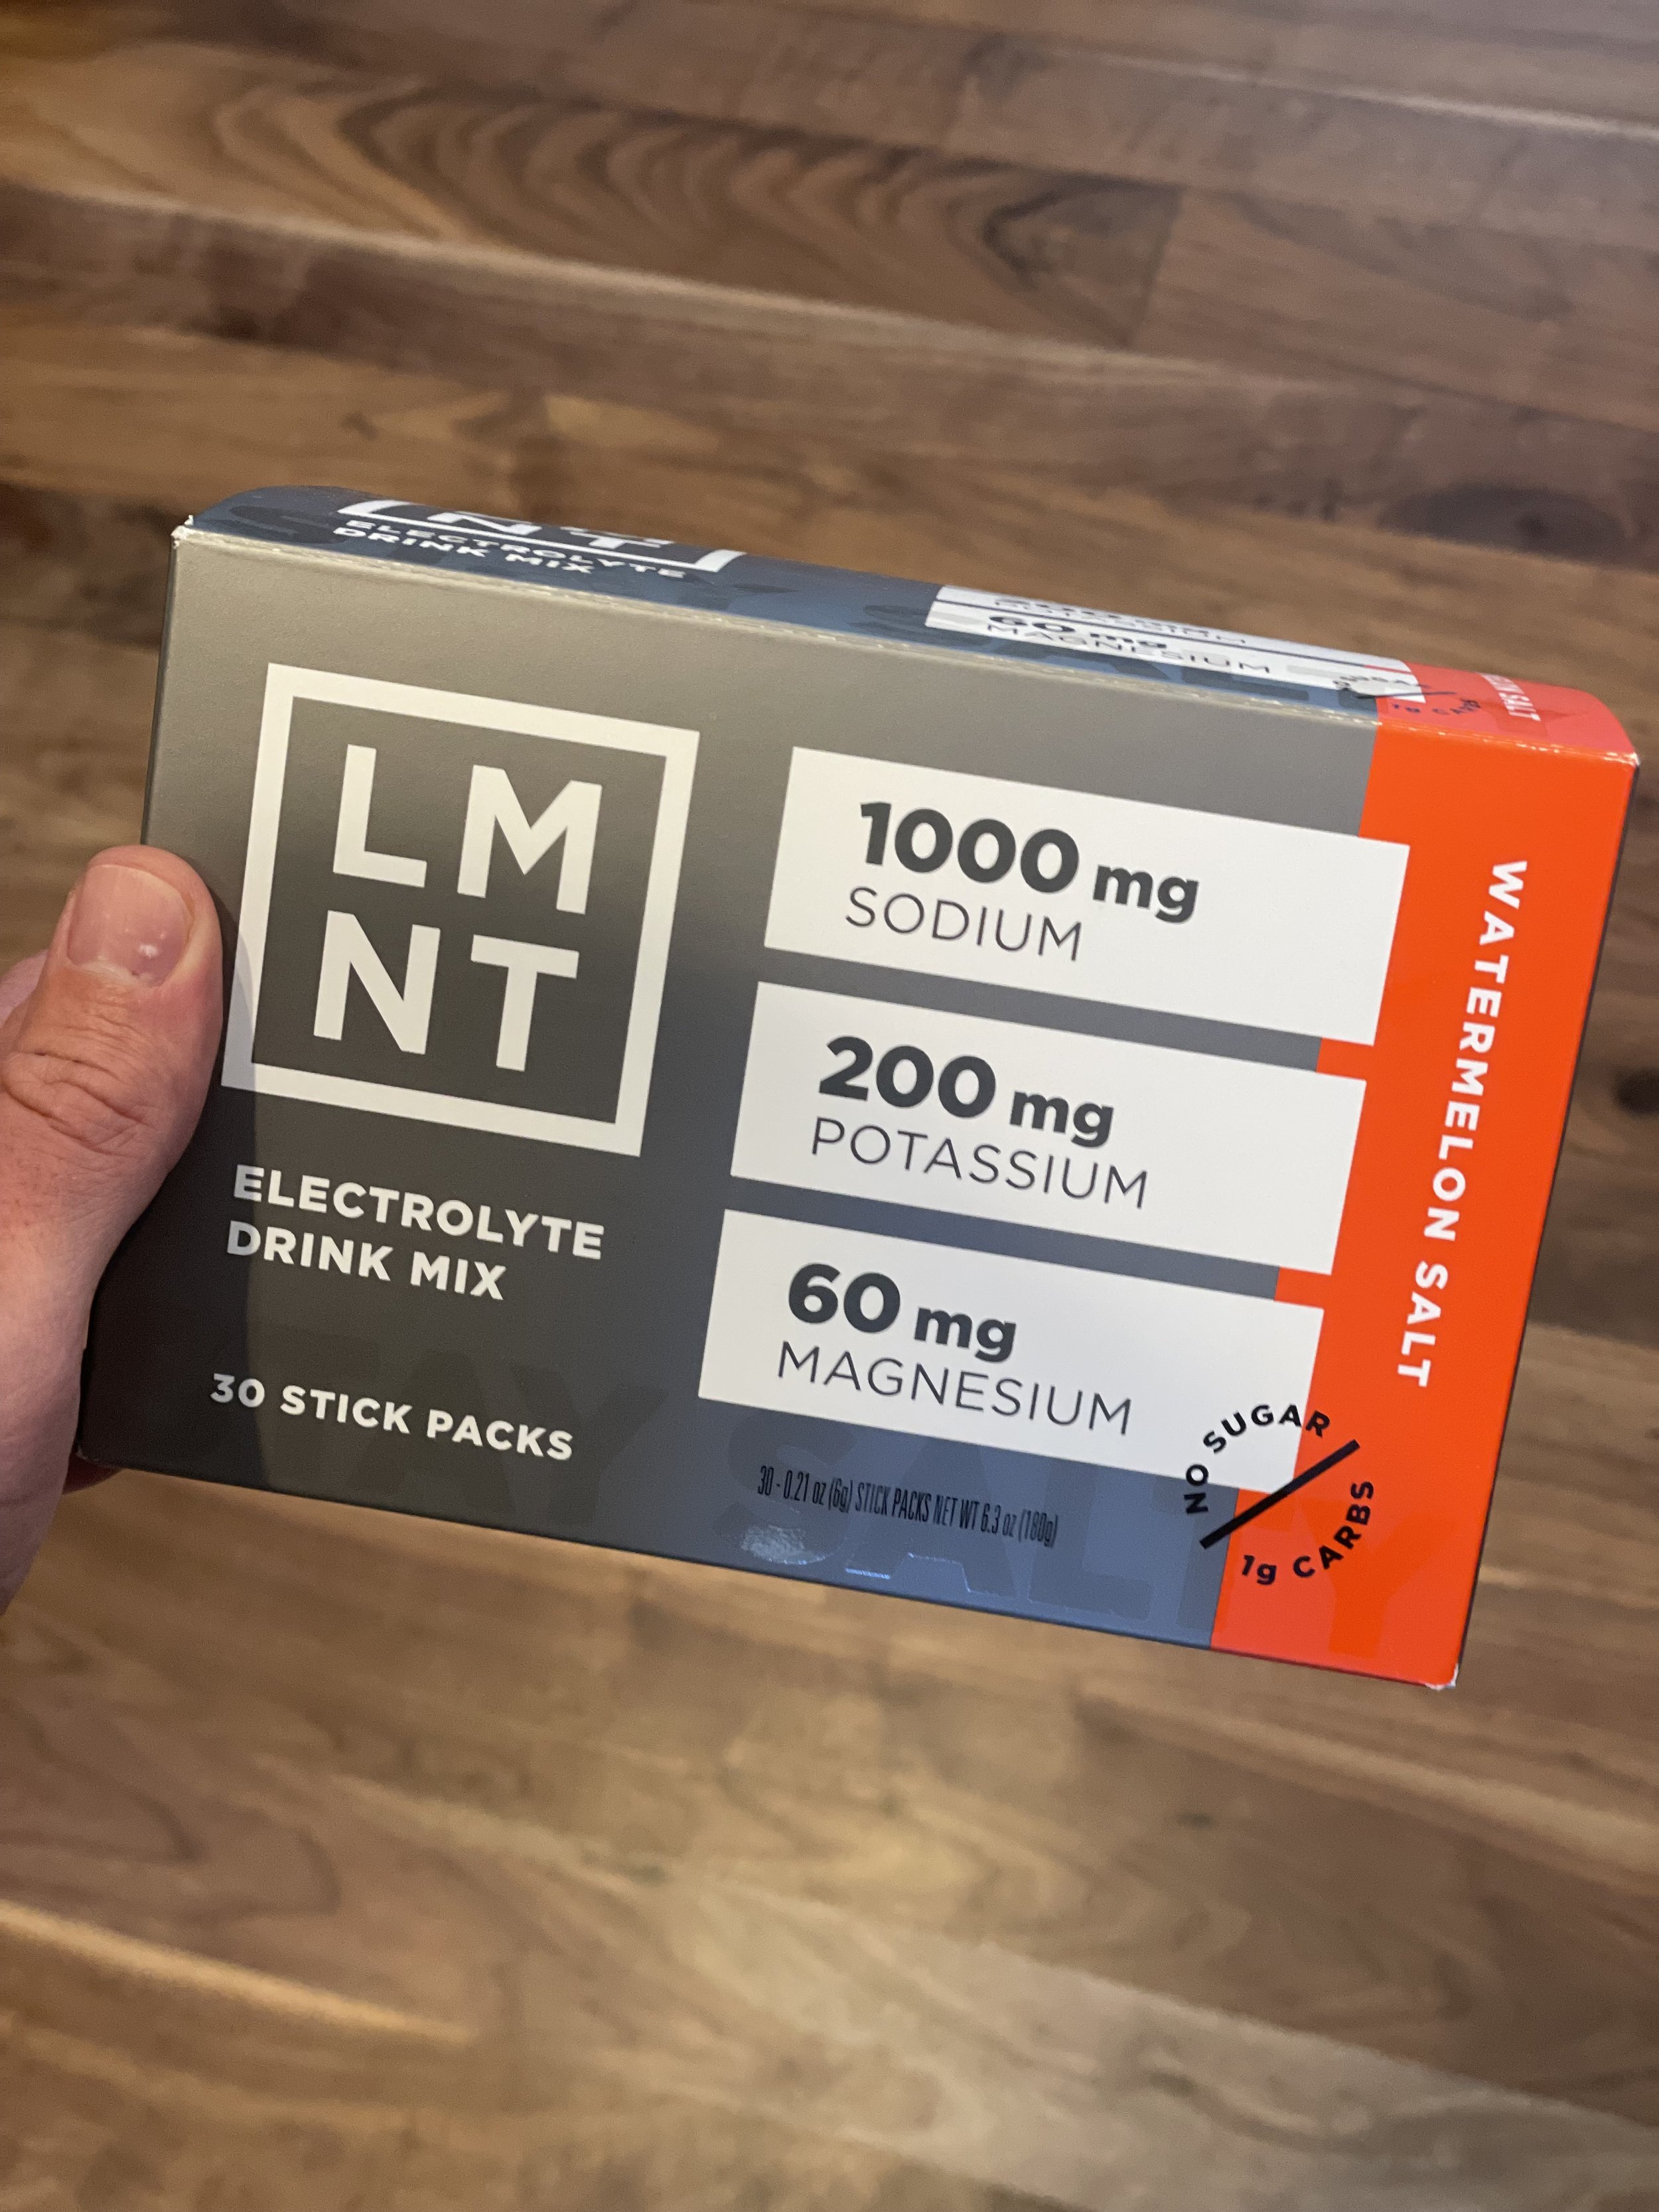 ELECTROLYTE
DRINK MIX
60 mg
MAGNESIUM
LM
NT
ELECTROLYTE
DRINK MIX
30 STICK PACKS
1000 mg
SODIUM
200 mg
POTASSIUM
60 mg
MAGNESIUM
30 - 0.21 oz (6g) STICK PACKS NET WT 6.3 oz (180g)
NO SUGAR
1g CARBS
WATERMELON SALT
SALTY